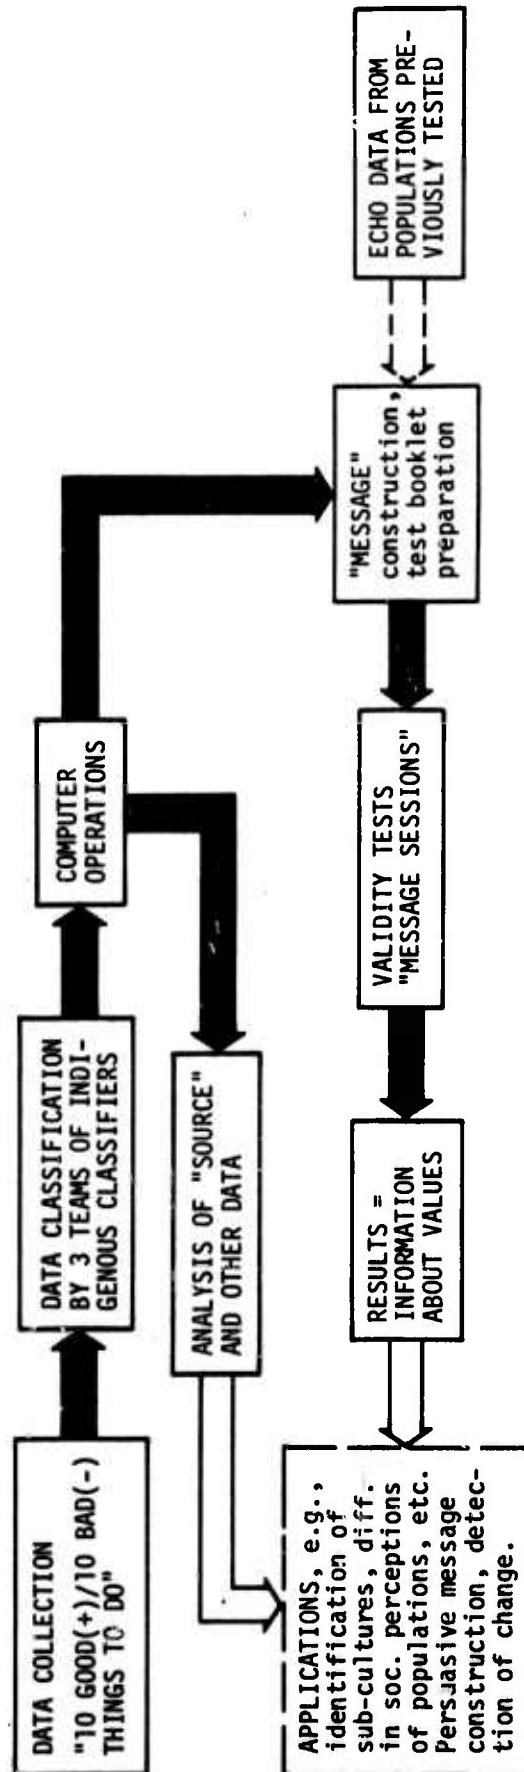 DATA COLLECTION
"10 GOOD(+)/10 BAD(-)
THINGS TO DO"
DATA CLASSIFICATION
BY 3 TEAMS OF INDI-
GENOUS CLASSIFIERS
COMPUTER
OPERATIONS
ANALYSIS OF "SOURCE"
AND OTHER DATA
ECHO DATA FROM
POPULATIONS PRE-
VIOUSLY TESTED
"MESSAGE"
construction,
test booklet
preparation
VALIDITY TESTS
"MESSAGE SESSIONS"
RESULTS =
INFORMATION
ABOUT VALUES
APPLICATIONS, e.g.,
identification of
sub-cultures, diff.
in soc. perceptions
of populations, etc.
Persuasive message
construction, detec-
tion of change.